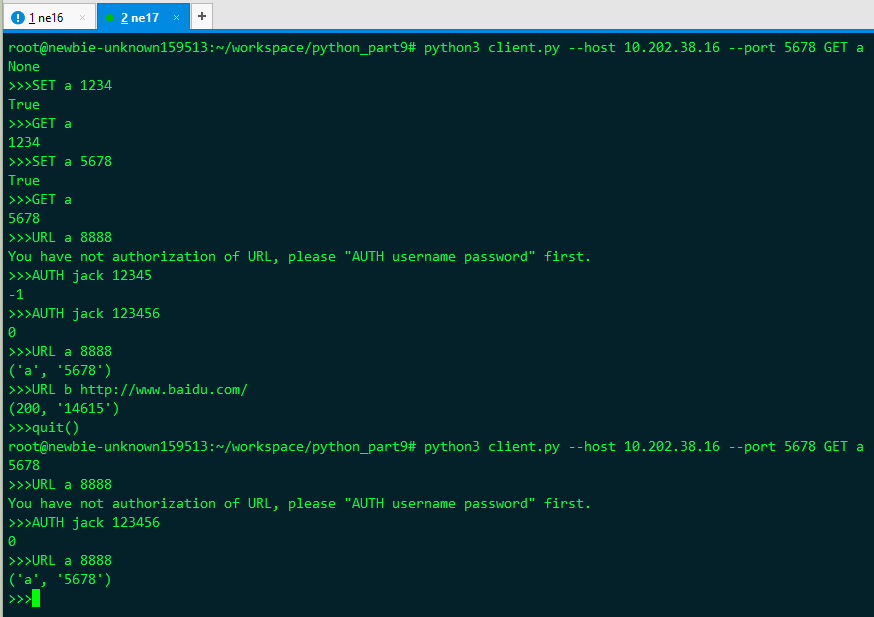 1 ne16
2 ne17
root@newbie-unknown159513:~/workspace/python_part9# python3 client.py --host 10.202.38.16 --port 5678 GET a
None
>>>SET a 1234
True
>>>GET a
1234
>>>SET a 5678
True
>>>GET a
5678
>>>URL a 8888
You have not authorization of URL, please "AUTH username password" first.
>>>AUTH jack 12345
-1
>>>AUTH jack 123456
0
>>>URL a 8888
('a', '5678')
>>>URL b http://www.baidu.com/
(200, '14615')
>>>quit()
root@newbie-unknown159513:~/workspace/python_part9# python3 client.py --host 10.202.38.16 --port 5678 GET a
5678
>>>URL a 8888
You have not authorization of URL, please "AUTH username password" first.
>>>AUTH jack 123456
0
>>>URL a 8888
('a', '5678')
>>>